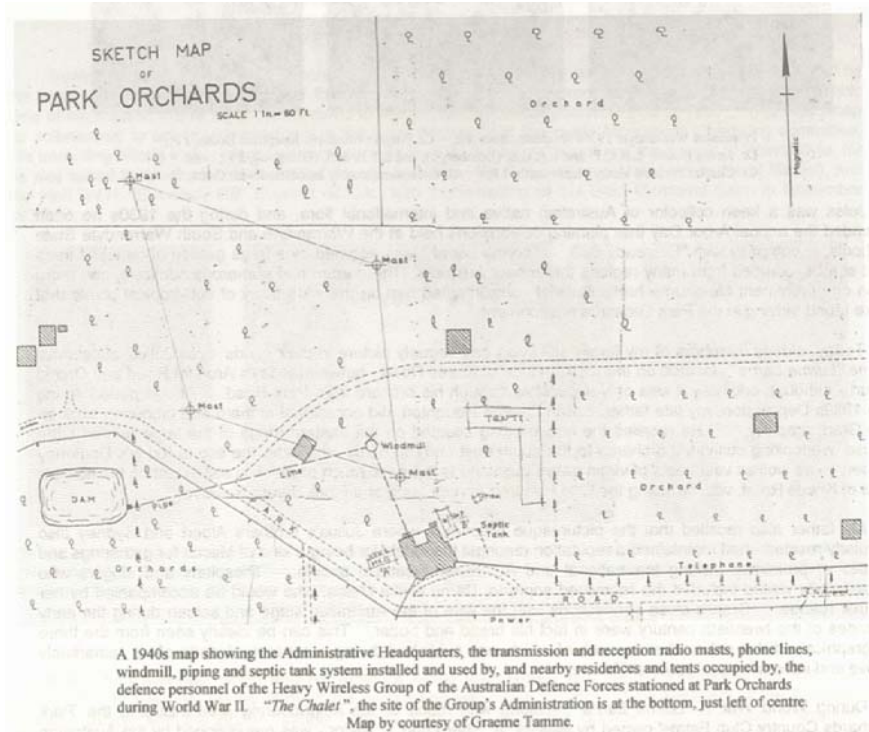 SKETCH MAP
OF
PARK ORCHARDS
SCALE 1 In = 60 Ft.
Orchard
Magnetic
Mast
Mast
Mast
TENTS
Windmill
Line
Mast
Orchard
DAM
Pipe
PARK
Drain
Septic
Tank
Orchards
Telephone
ROAD
Power
A 1940s map showing the Administrative Headquarters, the transmission and reception radio masts, phone lines,
windmill, piping and septic tank system installed and used by, and nearby residences and tents occupied by, the
defence personnel of the Heavy Wireless Group of the Australian Defence Forces stationed at Park Orchards
during World War II. "The Chalet", the site of the Group's Administration is at the bottom, just left of centre.
Map by courtesy of Graeme Tamme.